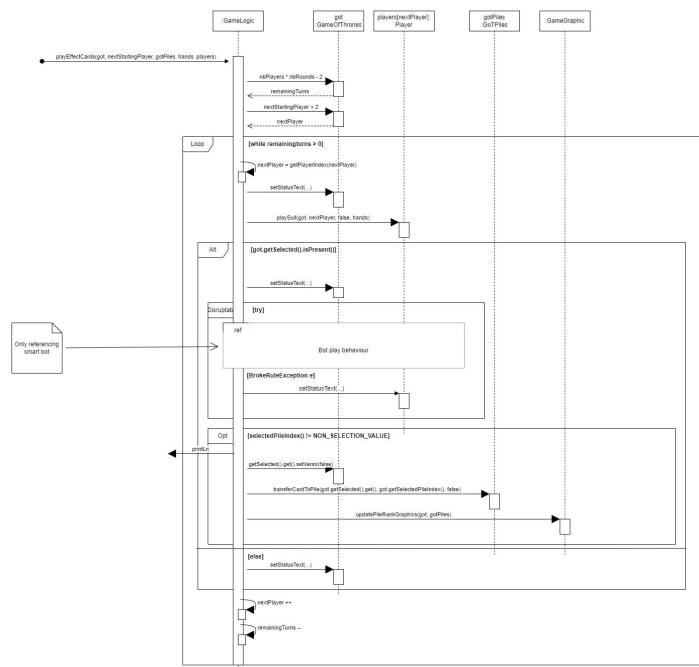 :GameLogic
got
:GameOfThrones
players[nextPlayer]:
Player
gotPiles
:GoTPiles
:GameGraphic
playEffectCards(got, nextStartingPlayer, gotPiles, hands, players)
nbPlayers * nbRounds - 2
remainingTurns
nextStartingPlayer + 2
nextPlayer
Loop
[while remainingturns > 0]
nextPlayer = getPlayerIndex(nextPlayer)
setStatusText(...)
playSuit(got, nextPlayer, false, hands)
Alt
[got.getSelected().isPresent()]
setStatusText(...)
Disruptab
[try]
ref
Only referencing
smart bot
Bot play behaviour
[BrokeRuleException e]
setStatusText(...)
Opt
[selectedPileIndex() != NON_SELECTION_VALUE]
printLn
getSelected().get().setVerso(false)
transferCardToPile(got.getSelected().get(), got.getSelectedPileIndex(), false)
updatePileRankGraphics(got, gotPiles)
[else]
setStatusText(...)
nextPlayer ++
remainingTurns --